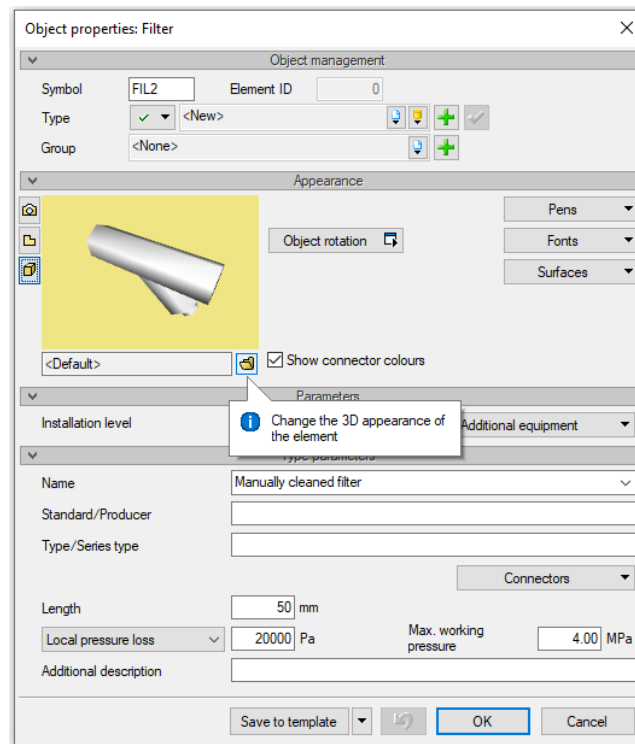 Object properties: Filter
Object management
Symbol FIL2 Element ID 0
Type <New>
Group <None>
Appearance
Pens
Object rotation Fonts
Surfaces
<Default> Show connector colours
Parameters
Installation level Additional equipment
Change the 3D appearance of
the element
Type parameters
Name Manually cleaned filter
Standard/Producer
Type/Series type
Connectors
Length 50 mm
Local pressure loss 20000 Pa Max. working
pressure 4.00 MPa
Additional description
Save to template OK Cancel